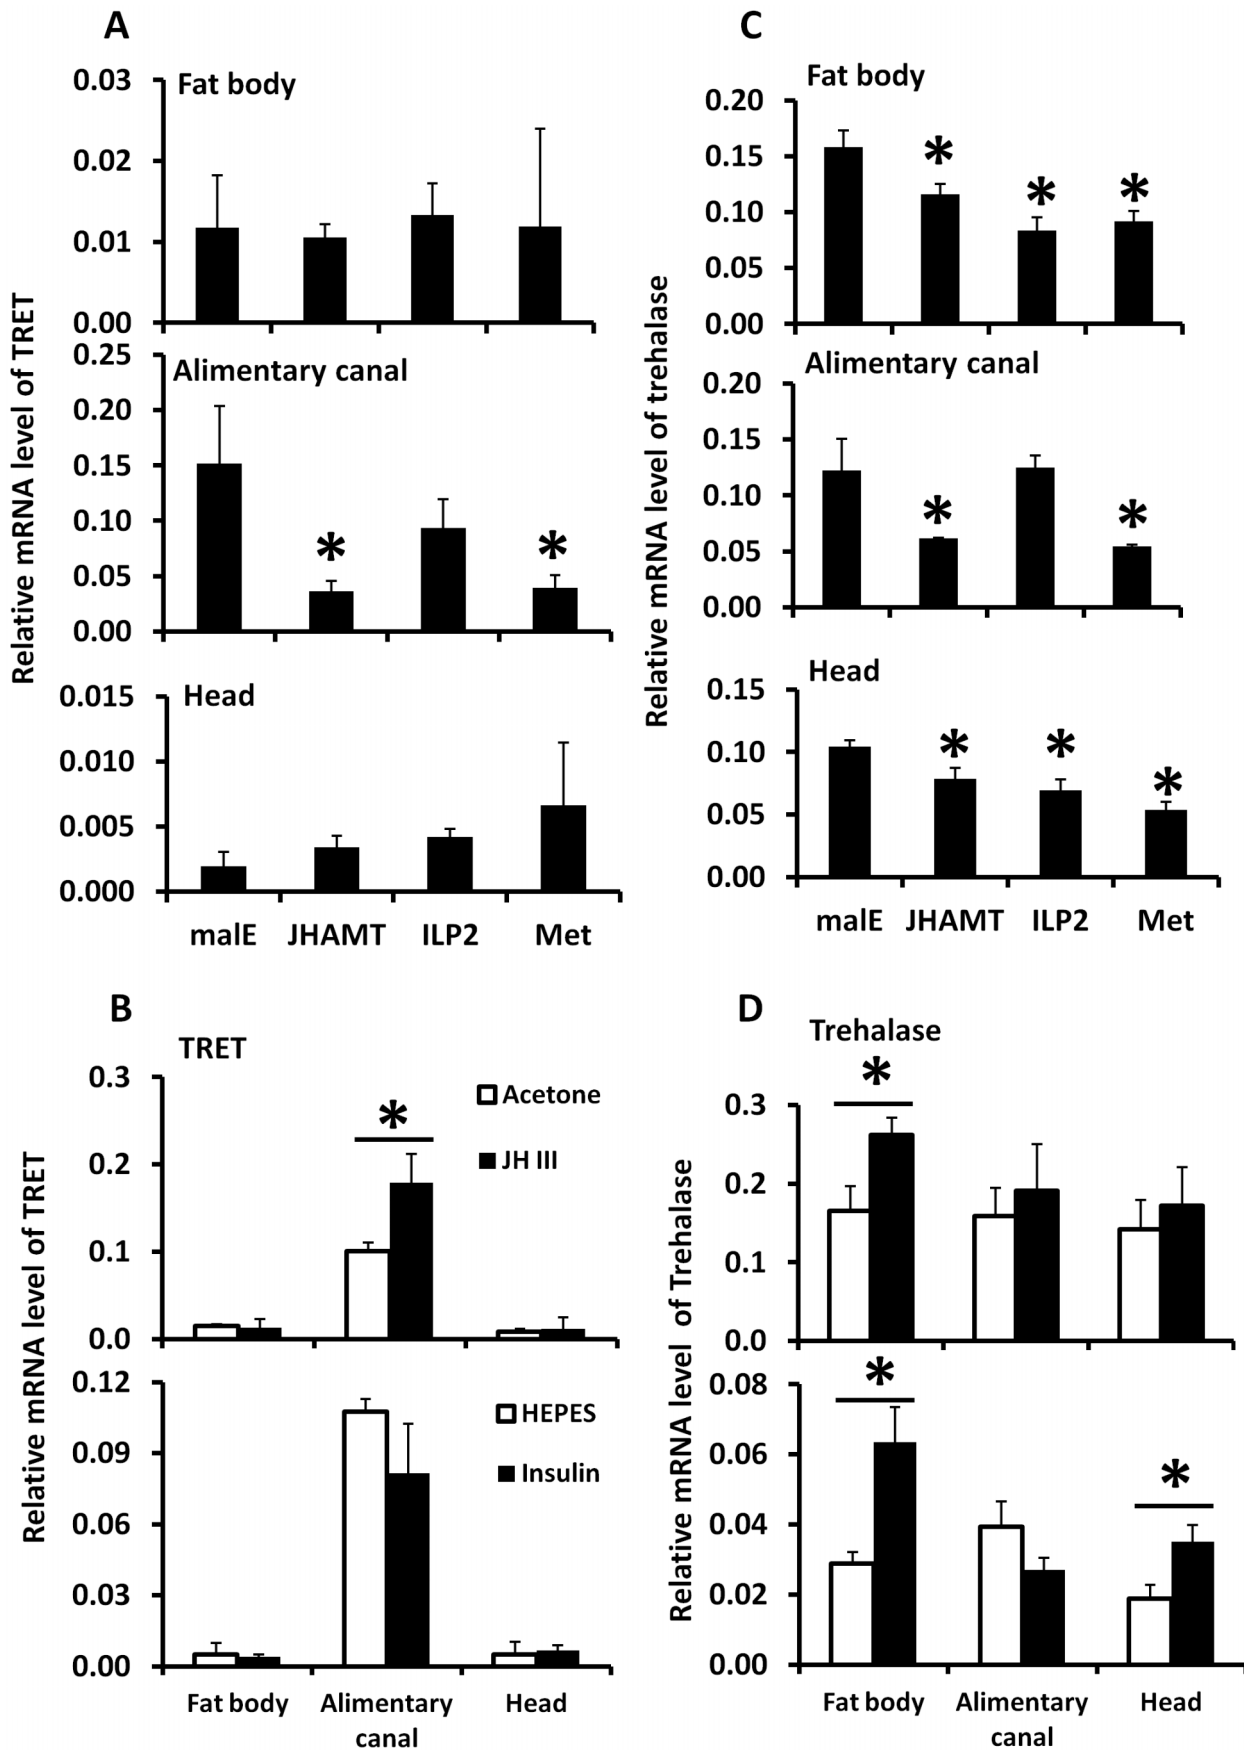 A
Relative mRNA level of TRET
Fat body
0.03
0.02
0.01
0.00
Alimentary canal
0.25
0.20
0.15
0.10
0.05
0.00
*
*
Head
0.015
0.010
0.005
0.000
malE JHAMT ILP2 Met
C
Relative mRNA level of trehalase
Fat body
0.20
0.15
0.10
0.05
0.00
*
*
*
Alimentary canal
0.20
0.15
0.10
0.05
0.00
*
*
Head
0.15
0.10
0.05
0.00
*
*
*
malE JHAMT ILP2 Met
B
Relative mRNA level of TRET
TRET
0.3
0.2
0.1
0.0
*
Acetone
JH III
0.12
0.09
0.06
0.03
0.00
HEPES
Insulin
Fat body Alimentary Head
canal
D
Relative mRNA level of Trehalase
Trehalase
0.3
0.2
0.1
0.0
*
0.08
0.06
0.04
0.02
0.00
*
*
Fat body Alimentary Head
canal